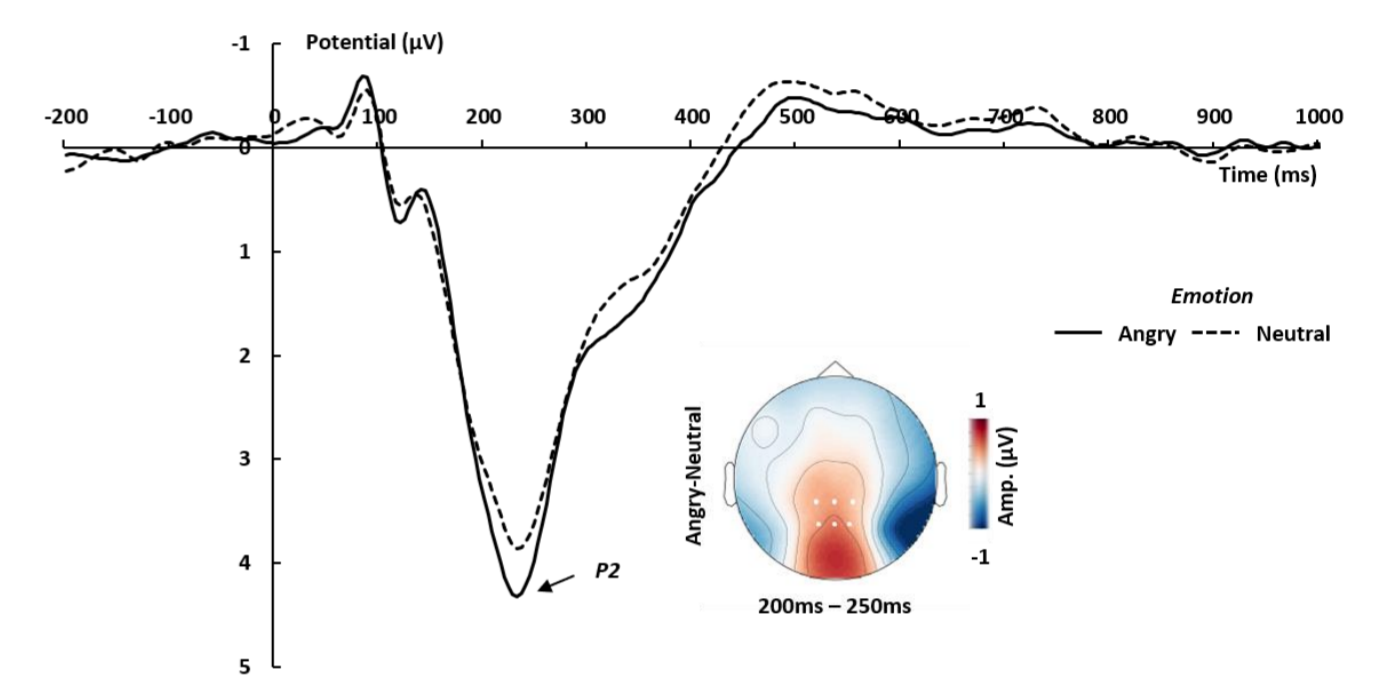 Potential (µV)
-1
-200 -100 0 100 200 300 400 500 600 700 800 900 1000
0
Time (ms)
1
Emotion
Angry Neutral
2
3
4
5
P2
Angry-Neutral
1
Amp. (µV)
-1
200ms – 250ms